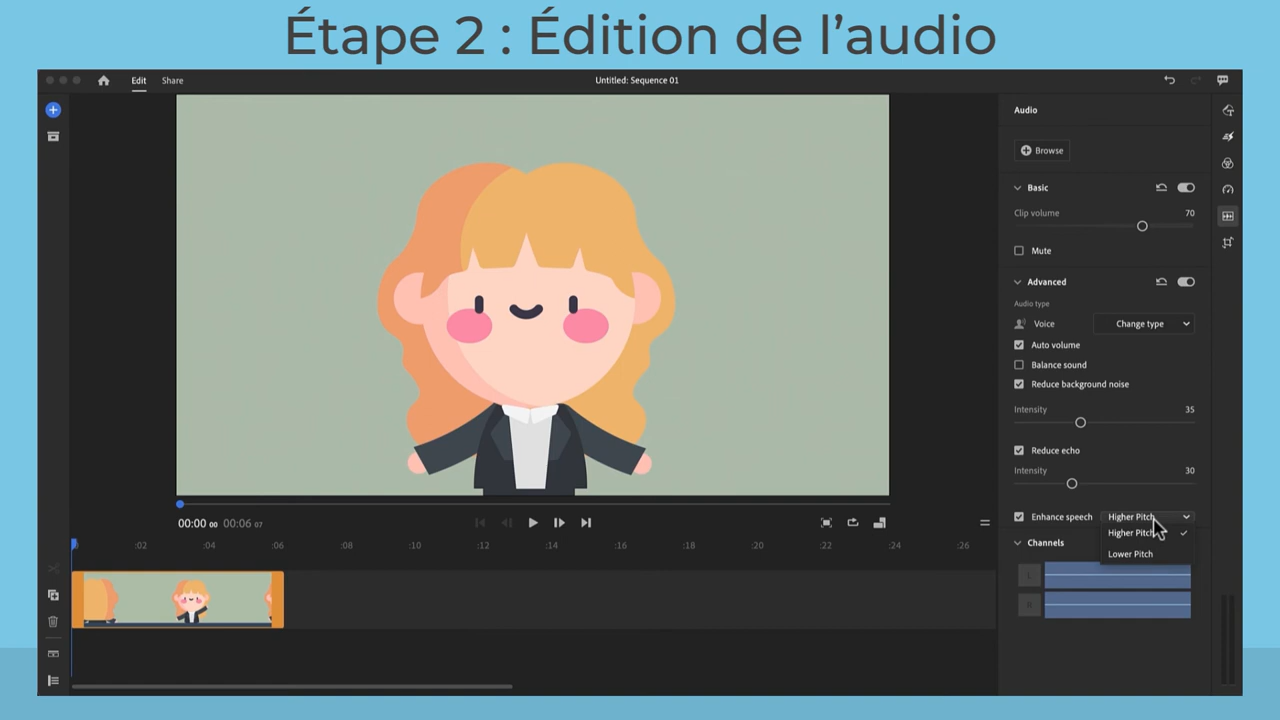 Étape 2 : Édition de l’audio
Edit Share Untitled: Sequence 01
Audio
Browse
Basic
Clip volume 70
Mute
Advanced
Audio type
Voice Change type
Auto volume
Balance sound
Reduce background noise
Intensity 35
Reduce echo
Intensity 30
Enhance speech Higher Pitch
Higher Pitch
Lower Pitch
Channels
L
R
00:00 00 00:06 07
:02 :04 :06 :08 :10 :12 :14 :16 :18 :20 :22 :24 :26